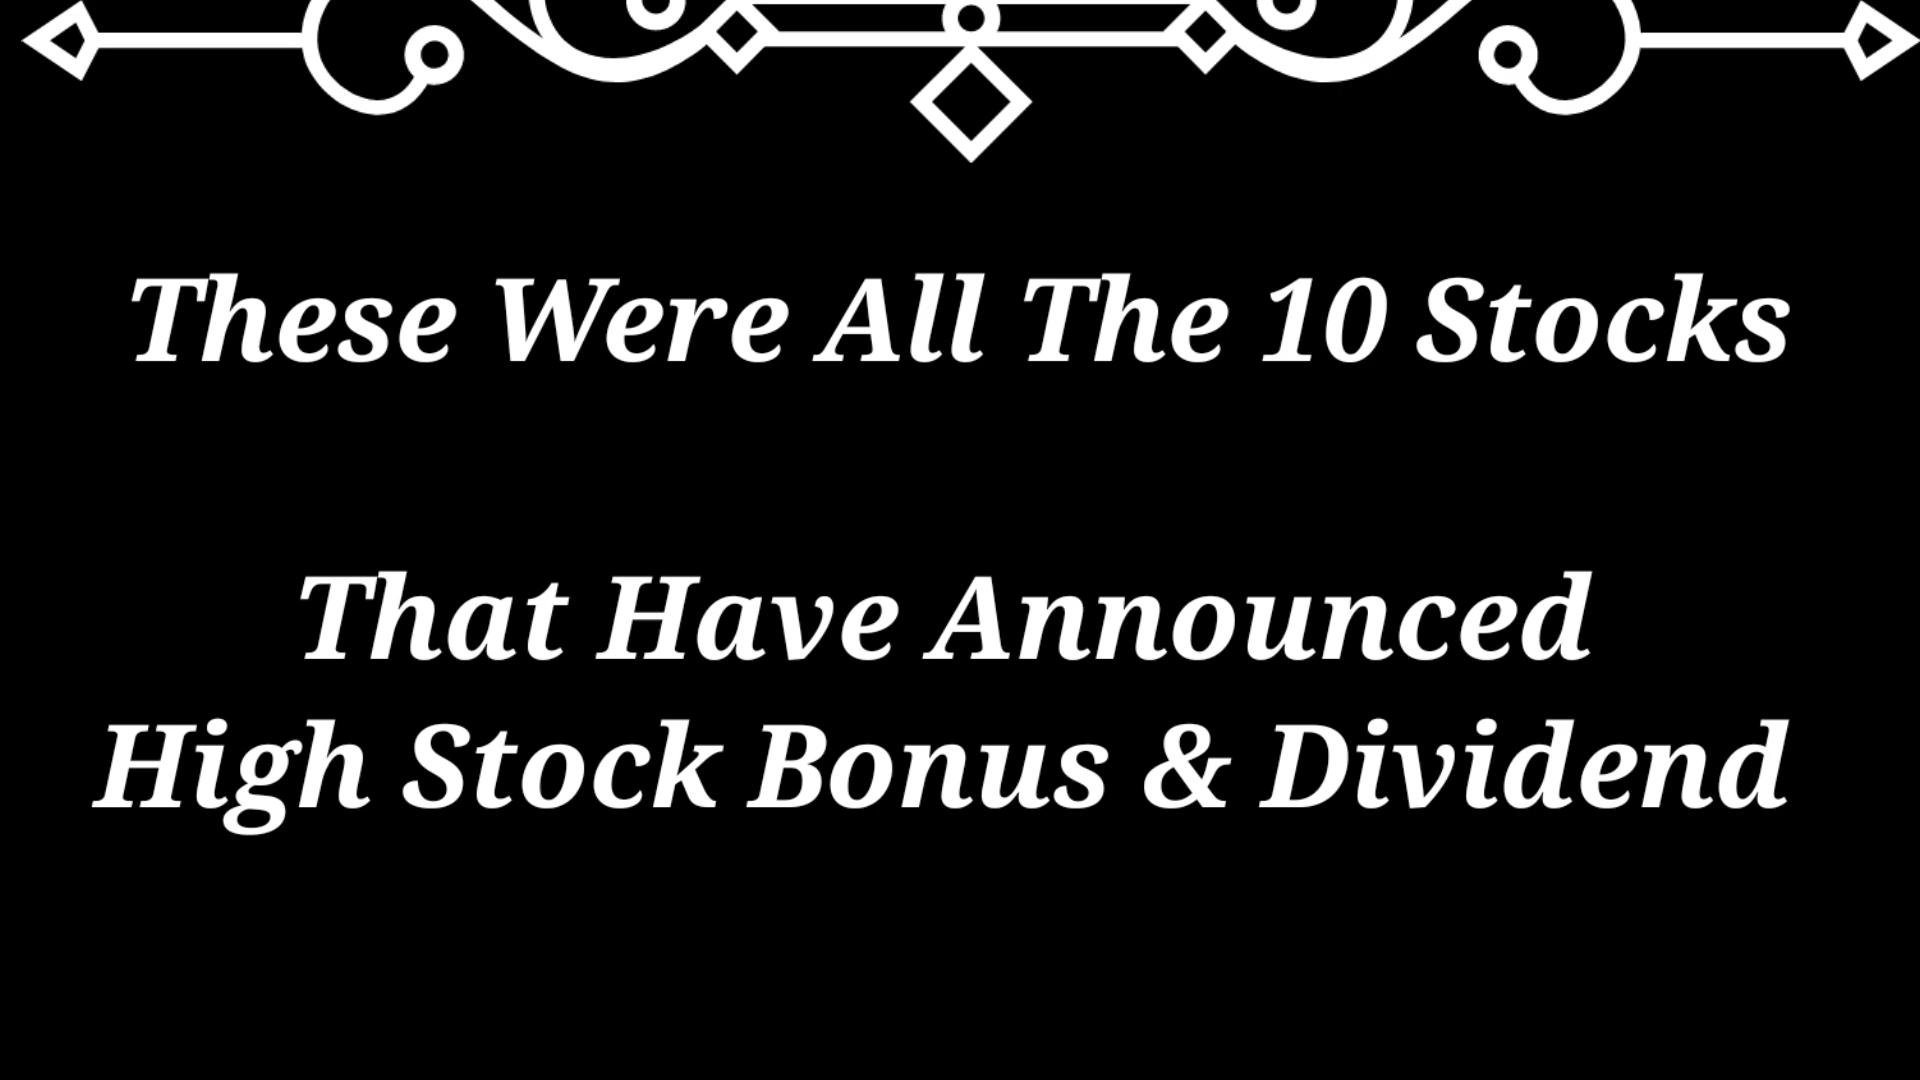 These Were All The 10 Stocks
That Have Announced
High Stock Bonus & Dividend